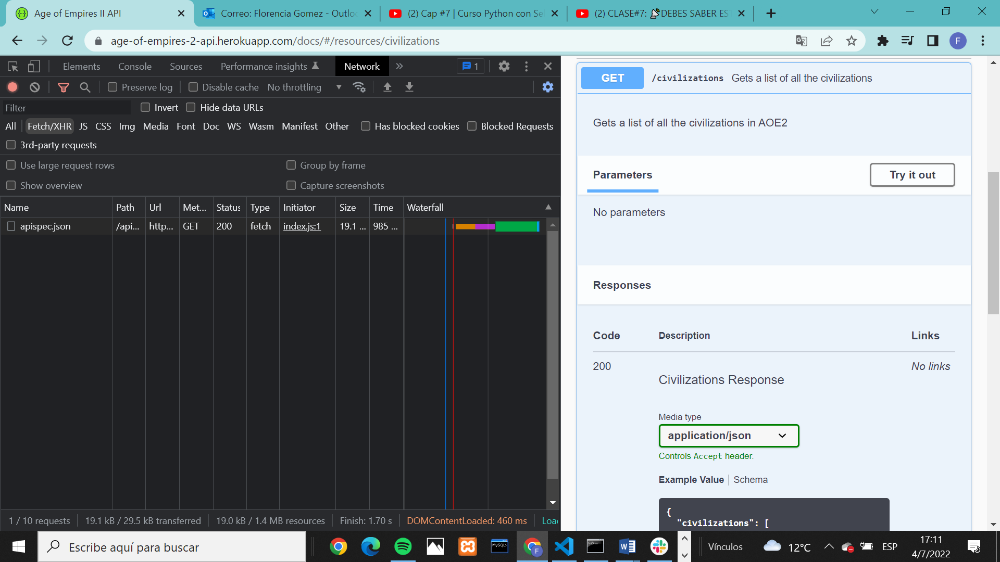 Age of Empires II API
Correo: Florencia Gomez - Outlo
(2) Cap #7 | Curso Python con Se
(2) CLASE#7: DEBES SABER EST
age-of-empires-2-api.herokuapp.com/docs/#/resources/civilizations
F
Elements Console Sources Performance insights Network 1
Preserve log Disable cache No throttling
Filter Invert Hide data URLs
All Fetch/XHR JS CSS Img Media Font Doc WS Wasm Manifest Other Has blocked cookies Blocked Requests
3rd-party requests
Use large request rows Group by frame
Show overview Capture screenshots
Name Path Url Met... Status Type Initiator Size Time Waterfall
apispec.json /api... http... GET 200 fetch index.js:1 19.1 ... 985 ...
1 / 10 requests 19.1 kB / 29.5 kB transferred 19.0 kB / 1.4 MB resources Finish: 1.70 s DOMContentLoaded: 460 ms Loa
GET /civilizations Gets a list of all the civilizations
Gets a list of all the civilizations in AOE2
Parameters Try it out
No parameters
Responses
Code Description Links
200 No links
Civilizations Response
Media type
application/json
Controls Accept header.
Example Value Schema
{
"civilizations": [
Escribe aquí para buscar
MySQL
F
Vínculos 12°C ESP
17:11
4/7/2022